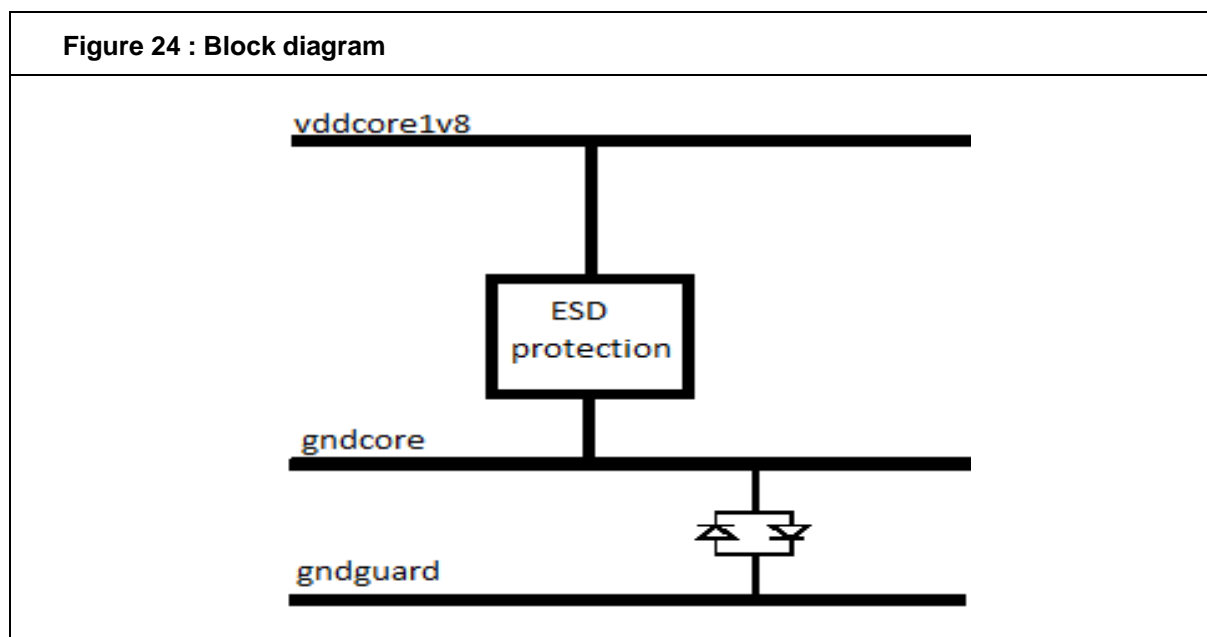 Figure 24 : Block diagram
vddcore1v8
ESD
protection
gndcore
gndguard